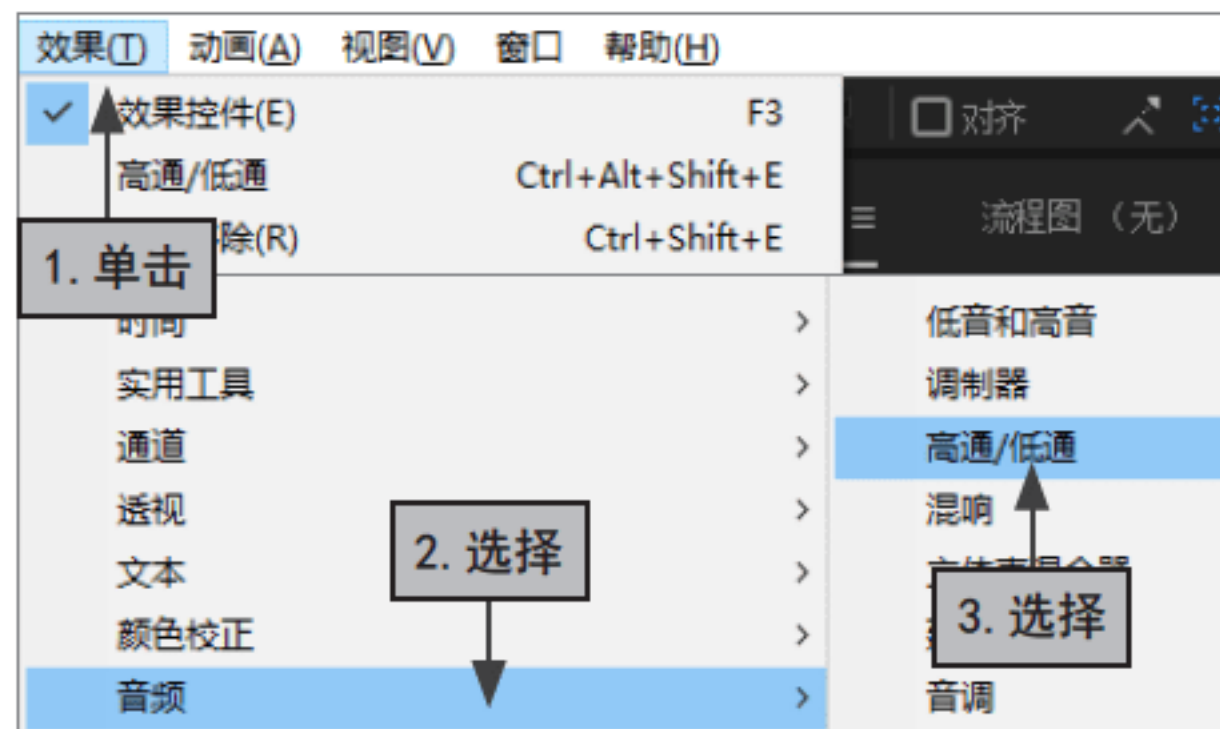 效果(T) 动画(A) 视图(V) 窗口 帮助(H)
效果控件(E) F3
对齐
高通/低通 Ctrl+Alt+Shift+E
流程图 (无)
除(R) Ctrl+Shift+E
1. 单击
时间
低音和高音
实用工具
调制器
通道
高通/低通
透视
混响
2. 选择
文本
3. 选择
颜色校正
音频
音调